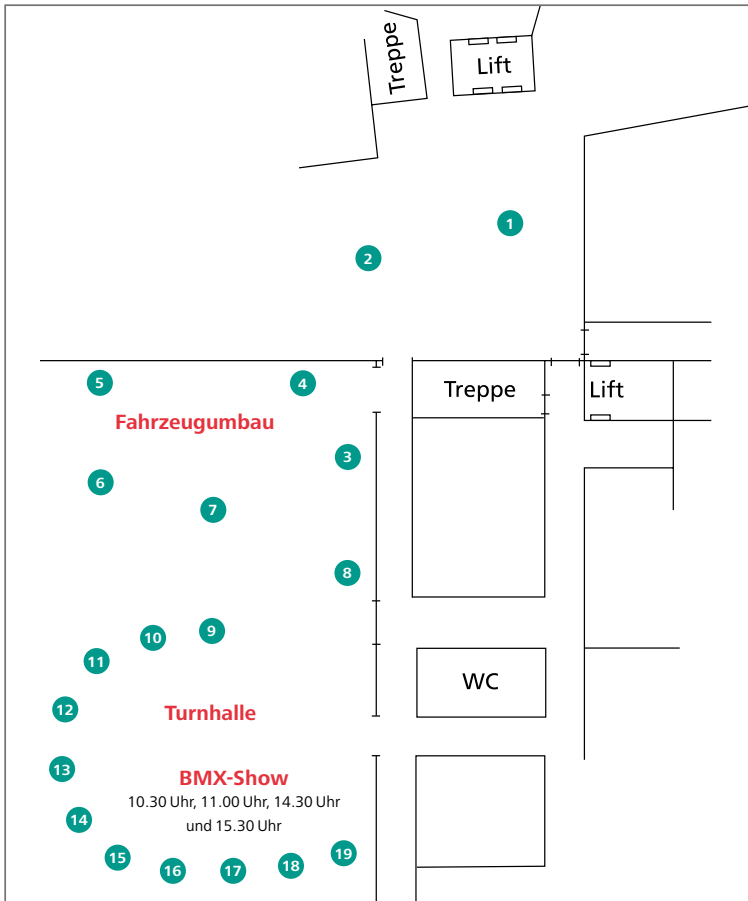 Treppe
Lift
1
2
5
4
Treppe
Lift
Fahrzeugumbau
3
6
7
8
9
10
11
WC
12
Turnhalle
13
BMX-Show
10.30 Uhr, 11.00 Uhr, 14.30 Uhr
und 15.30 Uhr
14
15
16
17
18
19